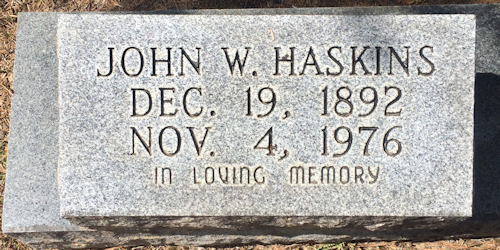 JOHN W. HASKINS
DEC. 19, 1892
NOV. 4, 1976
IN LOVING MEMORY